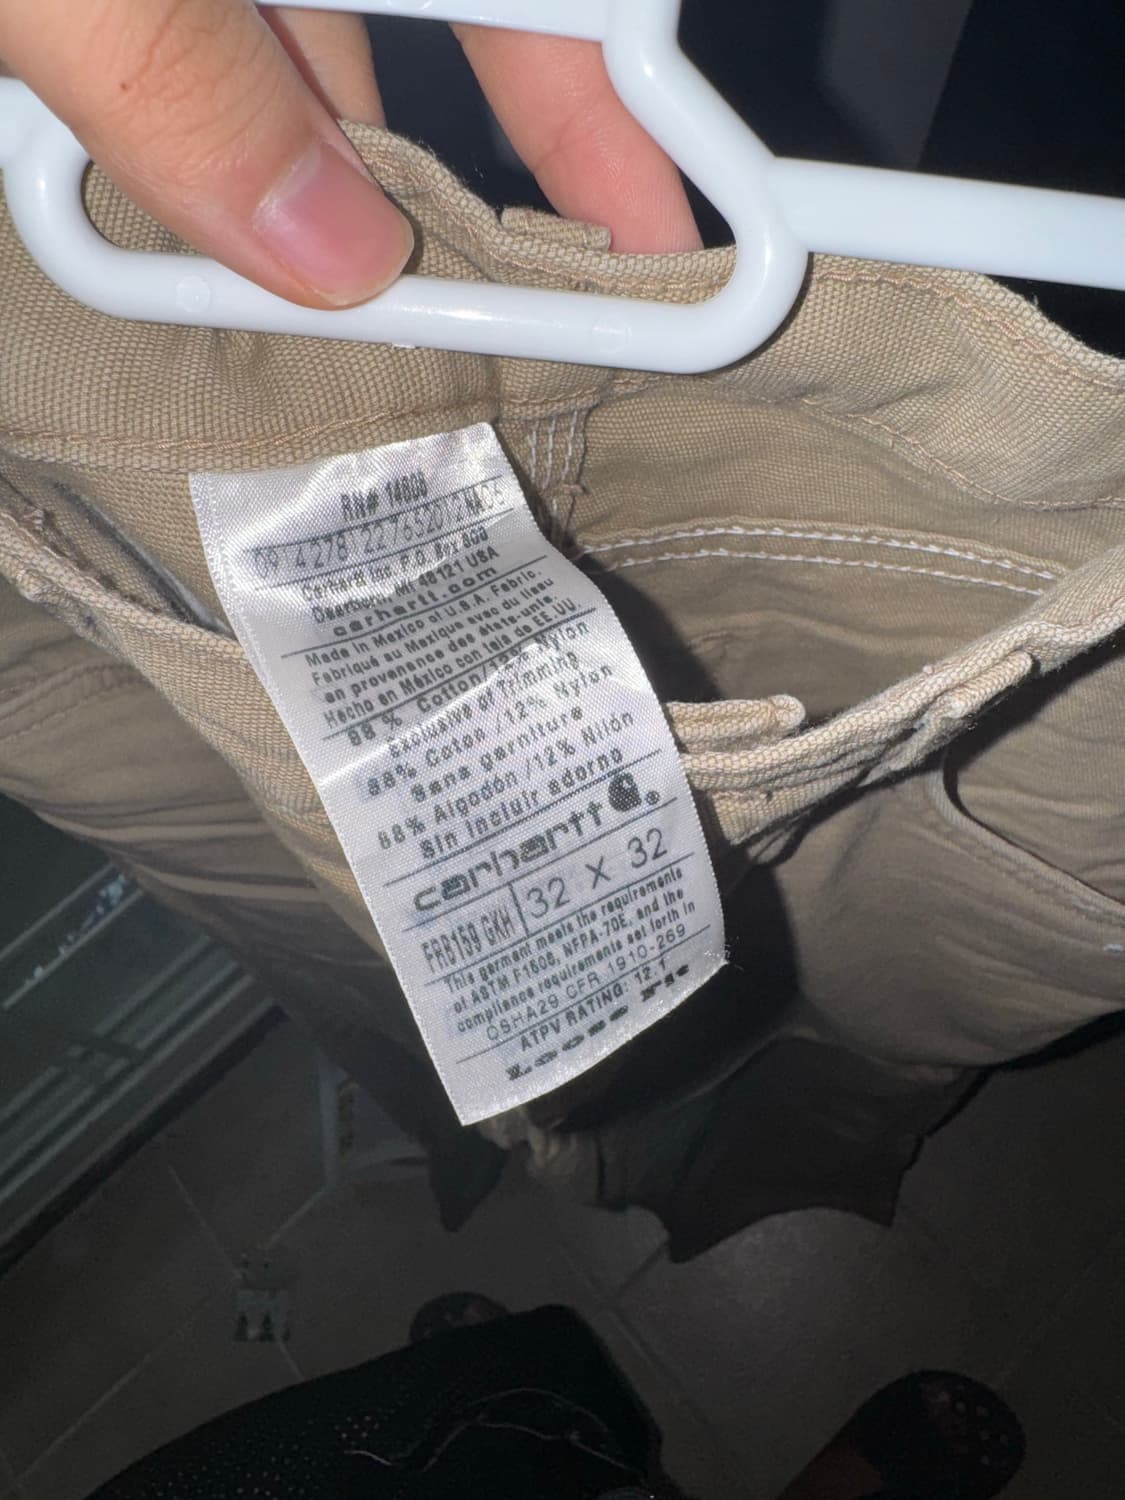 RN# 14806
Carhartt Inc. P.O. Box 600
Dearborn, MI 48121 USA
carhartt.com
Made in Mexico of U.S.A. Fabric.
Fabriqué au Mexique avec du tissu
en provenance des états-unis.
Hecho en México con tela de EE UU.
88 % Cotton/12% Nylon
Exclusive of Trimming
88% Coton /12% Nylon
Sans garniture
88% Algodón /12% Nilón
Sin incluir adorno
carhartt ®
FRB159 GKH 32 X 32
This garment meets the requirements
of ASTM F1506, NFPA-70E, and the
compliance requirements set forth in
OSHA29 CFR 1910-269
ATPV RATING: 12.1